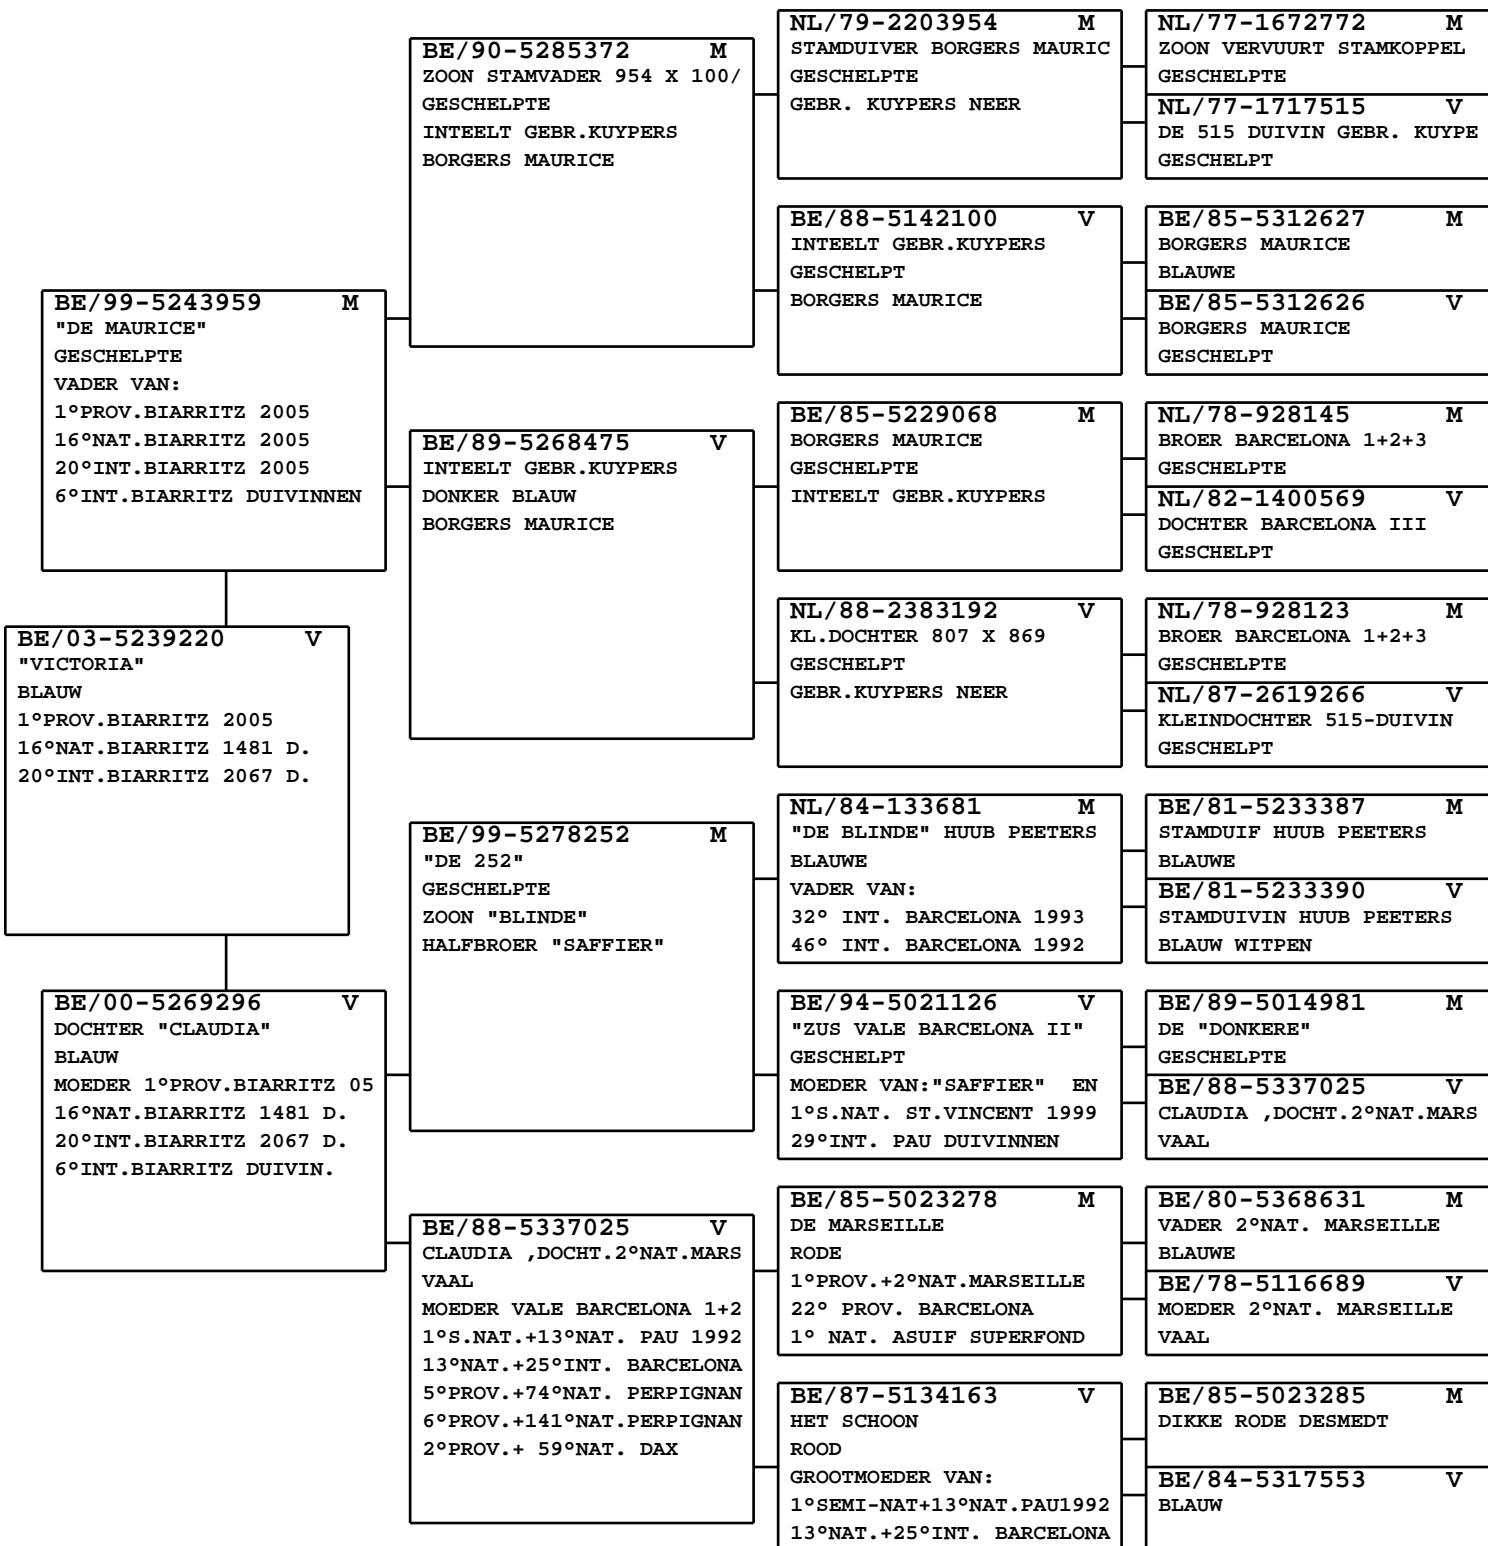 BE/03-5239220 V
"VICTORIA"
BLAUW
1°PROV.BIARRITZ 2005
16°NAT.BIARRITZ 1481 D.
20°INT.BIARRITZ 2067 D.
BE/99-5243959 M
"DE MAURICE"
GESCHELPTE
VADER VAN:
1°PROV.BIARRITZ 2005
16°NAT.BIARRITZ 2005
20°INT.BIARRITZ 2005
6°INT.BIARRITZ DUIVINNEN
BE/00-5269296 V
DOCHTER "CLAUDIA"
BLAUW
MOEDER 1°PROV.BIARRITZ 05
16°NAT.BIARRITZ 1481 D.
20°INT.BIARRITZ 2067 D.
6°INT.BIARRITZ DUIVIN.
BE/90-5285372 M
ZOON STAMVADER 954 X 100/
GESCHELPTE
INTEELT GEBR.KUYPERS
BORGERS MAURICE
BE/89-5268475 V
INTEELT GEBR.KUYPERS
DONKER BLAUW
BORGERS MAURICE
BE/99-5278252 M
"DE 252"
GESCHELPTE
ZOON "BLINDE"
HALFBROER "SAFFIER"
BE/88-5337025 V
CLAUDIA ,DOCHT.2°NAT.MARS
VAAL
MOEDER VALE BARCELONA 1+2
1°S.NAT.+13°NAT. PAU 1992
13°NAT.+25°INT. BARCELONA
5°PROV.+74°NAT. PERPIGNAN
6°PROV.+141°NAT.PERPIGNAN
2°PROV.+ 59°NAT. DAX
NL/79-2203954 M
STAMDUIVER BORGERS MAURIC
GESCHELPTE
GEBR. KUYPERS NEER
BE/88-5142100 V
INTEELT GEBR.KUYPERS
GESCHELPT
BORGERS MAURICE
BE/85-5229068 M
BORGERS MAURICE
GESCHELPTE
INTEELT GEBR.KUYPERS
NL/88-2383192 V
KL.DOCHTER 807 X 869
GESCHELPT
GEBR.KUYPERS NEER
NL/84-133681 M
"DE BLINDE" HUUB PEETERS
BLAUWE
VADER VAN:
32° INT. BARCELONA 1993
46° INT. BARCELONA 1992
BE/94-5021126 V
"ZUS VALE BARCELONA II"
GESCHELPT
MOEDER VAN:"SAFFIER" EN
1°S.NAT. ST.VINCENT 1999
29°INT. PAU DUIVINNEN
BE/85-5023278 M
DE MARSEILLE
RODE
1°PROV.+2°NAT.MARSEILLE
22° PROV. BARCELONA
1° NAT. ASUIF SUPERFOND
BE/87-5134163 V
HET SCHOON
ROOD
GROOTMOEDER VAN:
1°SEMI-NAT+13°NAT.PAU1992
13°NAT.+25°INT. BARCELONA
NL/77-1672772 M
ZOON VERVUURT STAMKOPPEL
GESCHELPTE
NL/77-1717515 V
DE 515 DUIVIN GEBR. KUYPE
GESCHELPT
BE/85-5312627 M
BORGERS MAURICE
BLAUWE
BE/85-5312626 V
BORGERS MAURICE
GESCHELPT
NL/78-928145 M
BROER BARCELONA 1+2+3
GESCHELPTE
NL/82-1400569 V
DOCHTER BARCELONA III
GESCHELPT
NL/78-928123 M
BROER BARCELONA 1+2+3
GESCHELPTE
NL/87-2619266 V
KLEINDOCHTER 515-DUIVIN
GESCHELPT
BE/81-5233387 M
STAMDUIF HUUB PEETERS
BLAUWE
BE/81-5233390 V
STAMDUIVIN HUUB PEETERS
BLAUW WITPEN
BE/89-5014981 M
DE "DONKERE"
GESCHELPTE
BE/88-5337025 V
CLAUDIA ,DOCHT.2°NAT.MARS
VAAL
BE/80-5368631 M
VADER 2°NAT. MARSEILLE
BLAUWE
BE/78-5116689 V
MOEDER 2°NAT. MARSEILLE
VAAL
BE/85-5023285 M
DIKKE RODE DESMEDT
BE/84-5317553 V
BLAUW